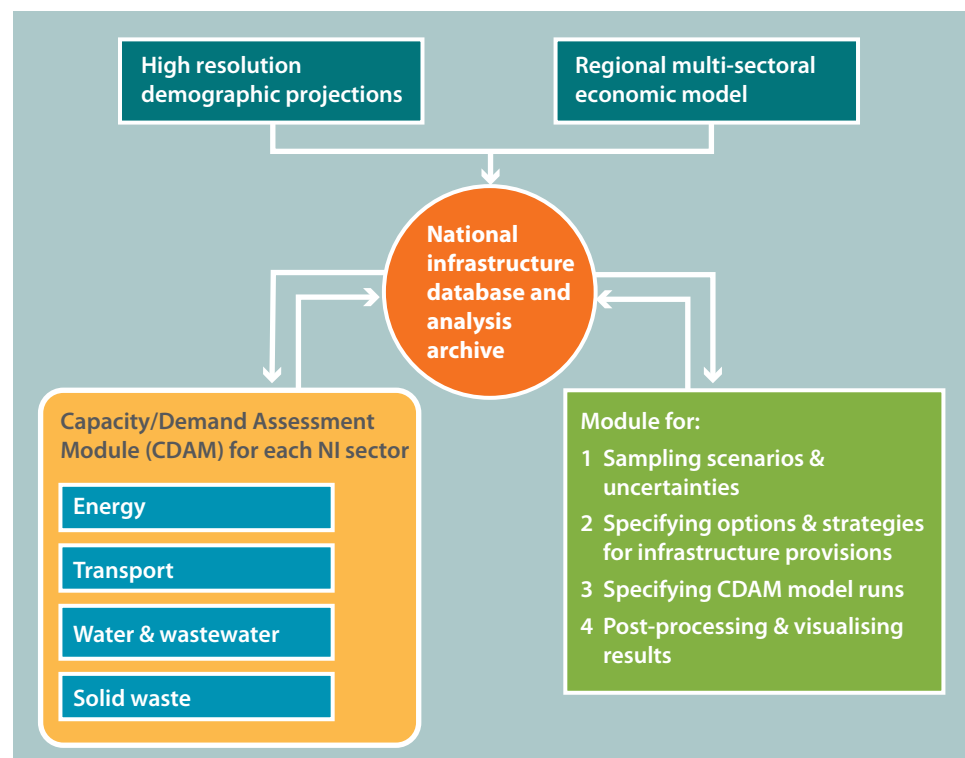 High resolution
demographic projections
Regional multi-sectoral
economic model
National
infrastructure
database and
analysis
archive
Capacity/Demand Assessment
Module (CDAM) for each NI sector
Energy
Transport
Water & wastewater
Solid waste
Module for:
1 Sampling scenarios &
uncertainties
2 Specifying options & strategies
for infrastructure provisions
3 Specifying CDAM model runs
4 Post-processing & visualising
results